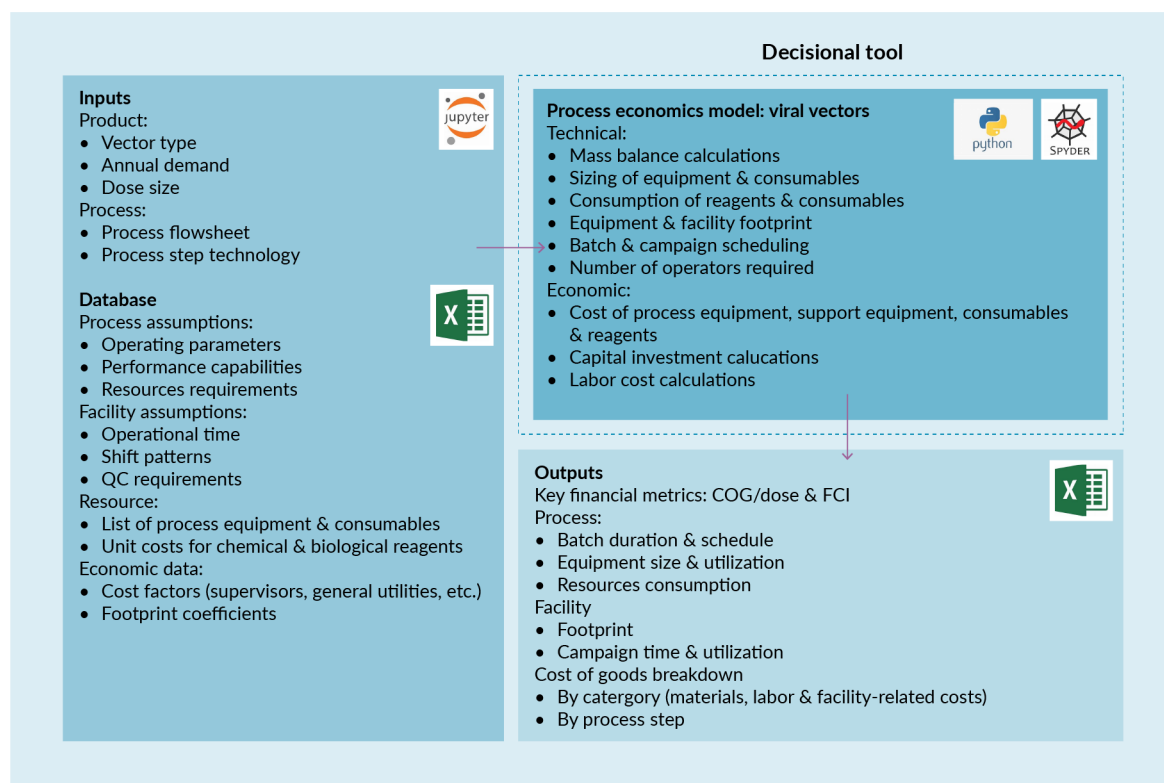 Decisional tool
Inputs
Product:
• Vector type
• Annual demand
• Dose size
Process:
• Process flowsheet
• Process step technology
jupyter
Database
Process assumptions:
• Operating parameters
• Performance capabilities
• Resources requirements
Facility assumptions:
• Operational time
• Shift patterns
• QC requirements
Resource:
• List of process equipment & consumables
• Unit costs for chemical & biological reagents
Economic data:
• Cost factors (supervisors, general utilities, etc.)
• Footprint coefficients
X
Process economics model: viral vectors
Technical:
• Mass balance calculations
• Sizing of equipment & consumables
• Consumption of reagents & consumables
• Equipment & facility footprint
• Batch & campaign scheduling
• Number of operators required
Economic:
• Cost of process equipment, support equipment, consumables
& reagents
• Capital investment calucations
• Labor cost calculations
python
SPYDER
Outputs
Key financial metrics: COG/dose & FCI
Process:
• Batch duration & schedule
• Equipment size & utilization
• Resources consumption
Facility
• Footprint
• Campaign time & utilization
Cost of goods breakdown
• By catergory (materials, labor & facility-related costs)
• By process step
X